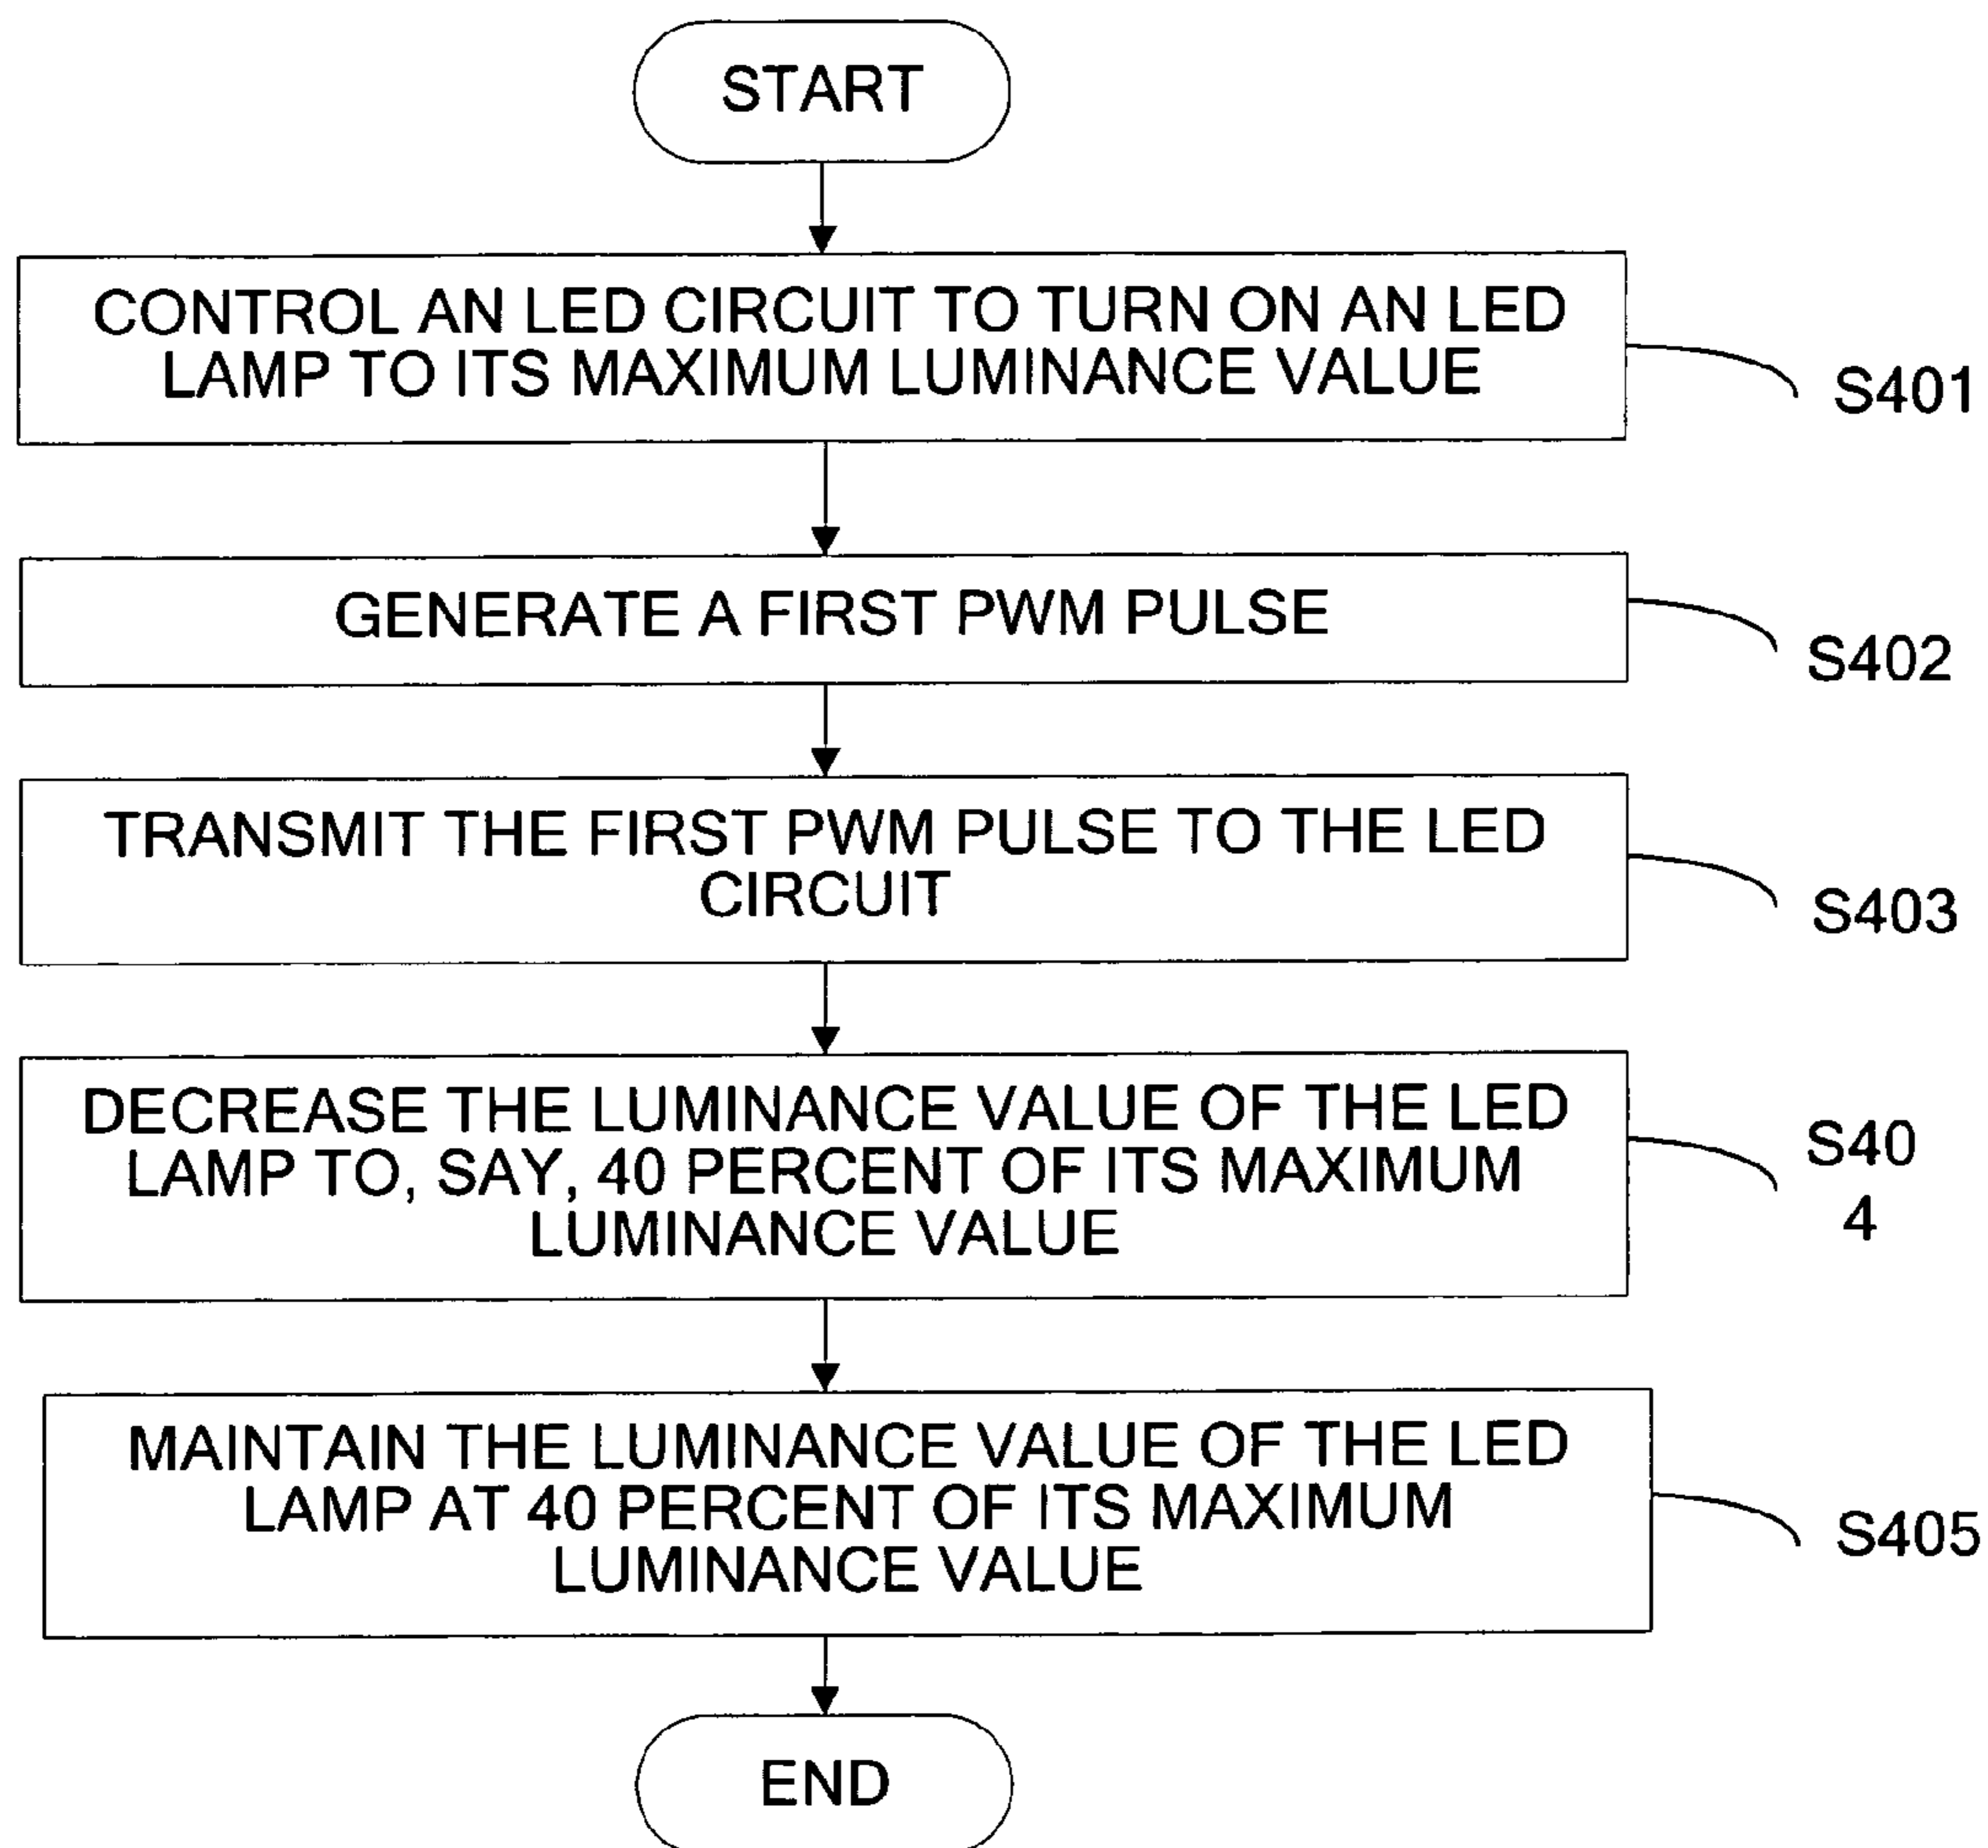 START
CONTROL AN LED CIRCUIT TO TURN ON AN LED
LAMP TO ITS MAXIMUM LUMINANCE VALUE
S401
GENERATE A FIRST PWM PULSE
S402
TRANSMIT THE FIRST PWM PULSE TO THE LED
CIRCUIT
S403
DECREASE THE LUMINANCE VALUE OF THE LED
LAMP TO, SAY, 40 PERCENT OF ITS MAXIMUM
LUMINANCE VALUE
S40
4
MAINTAIN THE LUMINANCE VALUE OF THE LED
LAMP AT 40 PERCENT OF ITS MAXIMUM
LUMINANCE VALUE
S405
END